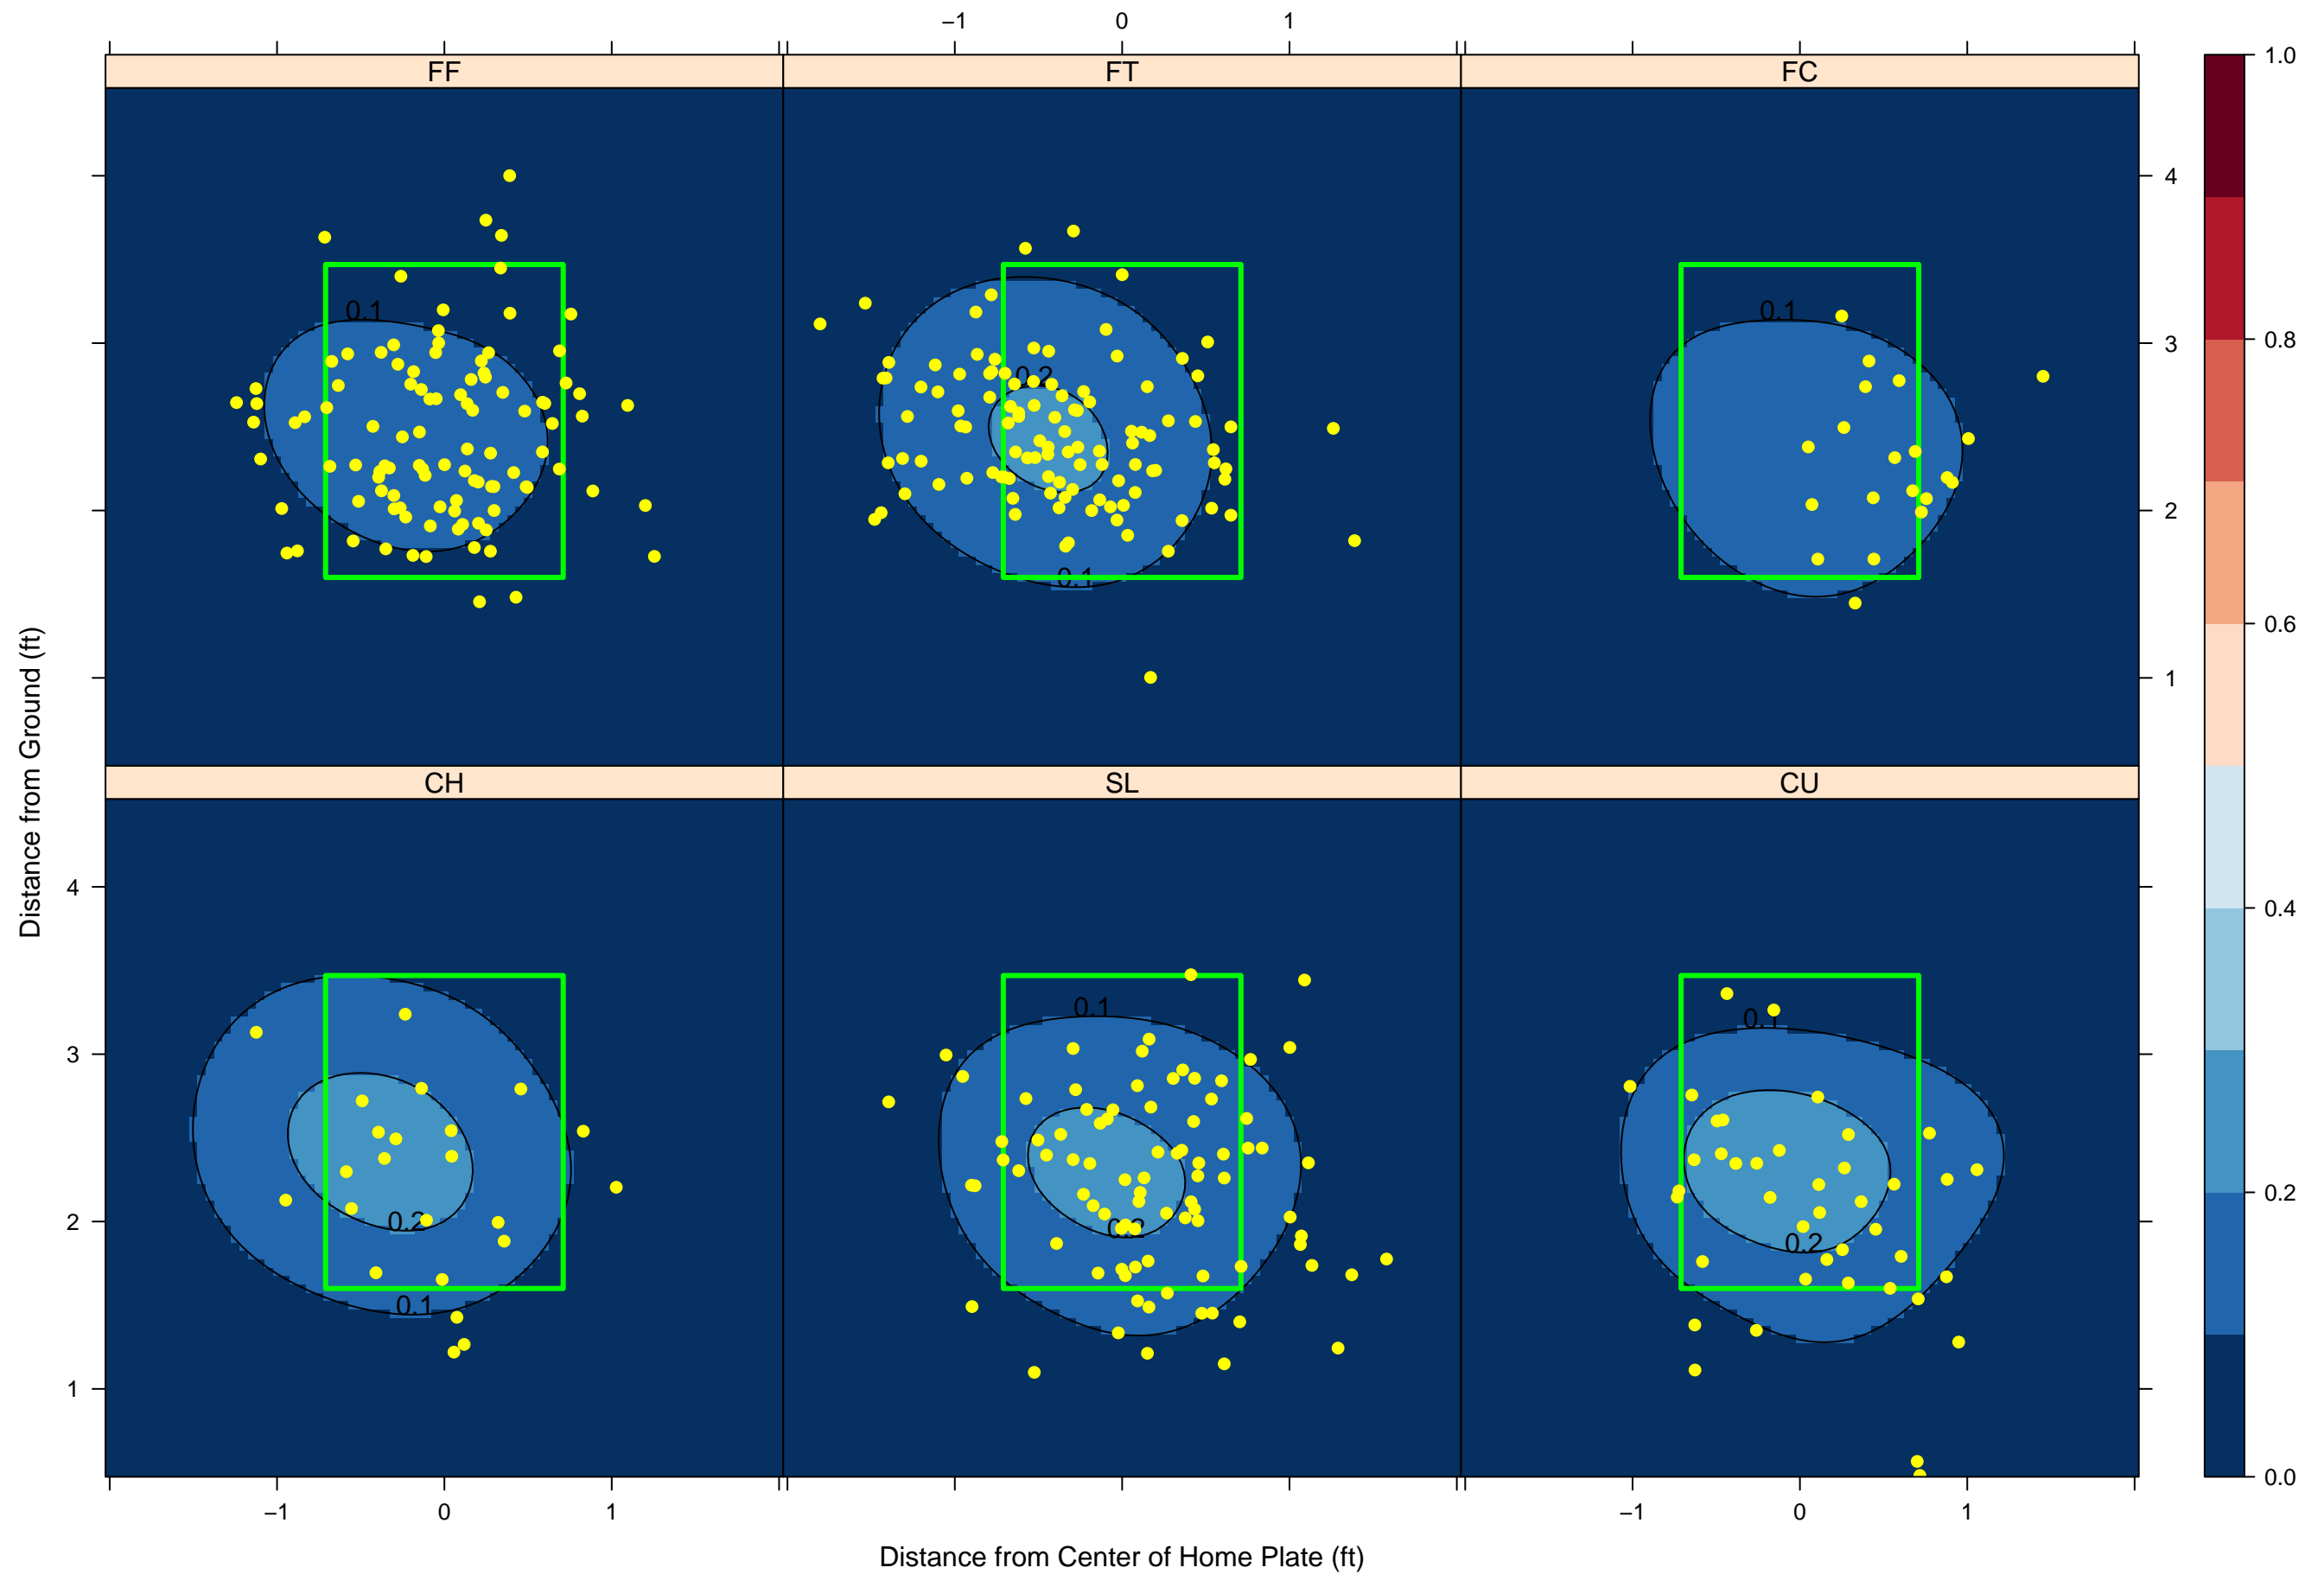 −1 0 1
FF FT FC
1.0
4
0.1 0.1
3
0.8
0.2
2
0.1
1
0.6
Distance from Ground (ft)
CH SL CU
4
0.4
0.1 0.1
3
0.2 0.2 0.2
2
0.2
0.1
1
0.0
−1 0 1 −1 0 1
Distance from Center of Home Plate (ft)